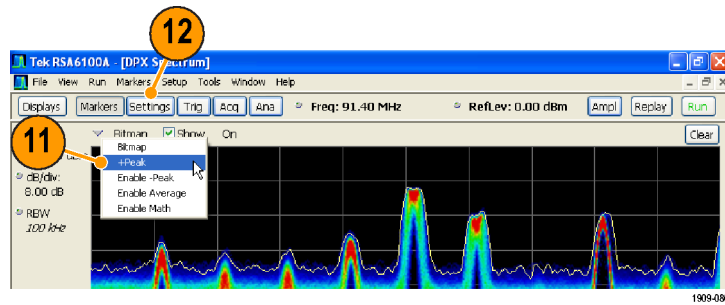 12
Tek RSA6100A - [DPX Spectrum]
File View Run Markers Setup Tools Window Help
Displays Markers Settings Trig Acq Ana Freq: 91.40 MHz RefLev: 0.00 dBm Ampl Replay Run
11
Bitmap Show On Clear
Bitmap
+Peak
dB/div:
Enable -Peak
8.00 dB
Enable Average
RBW
Enable Math
100 kHz